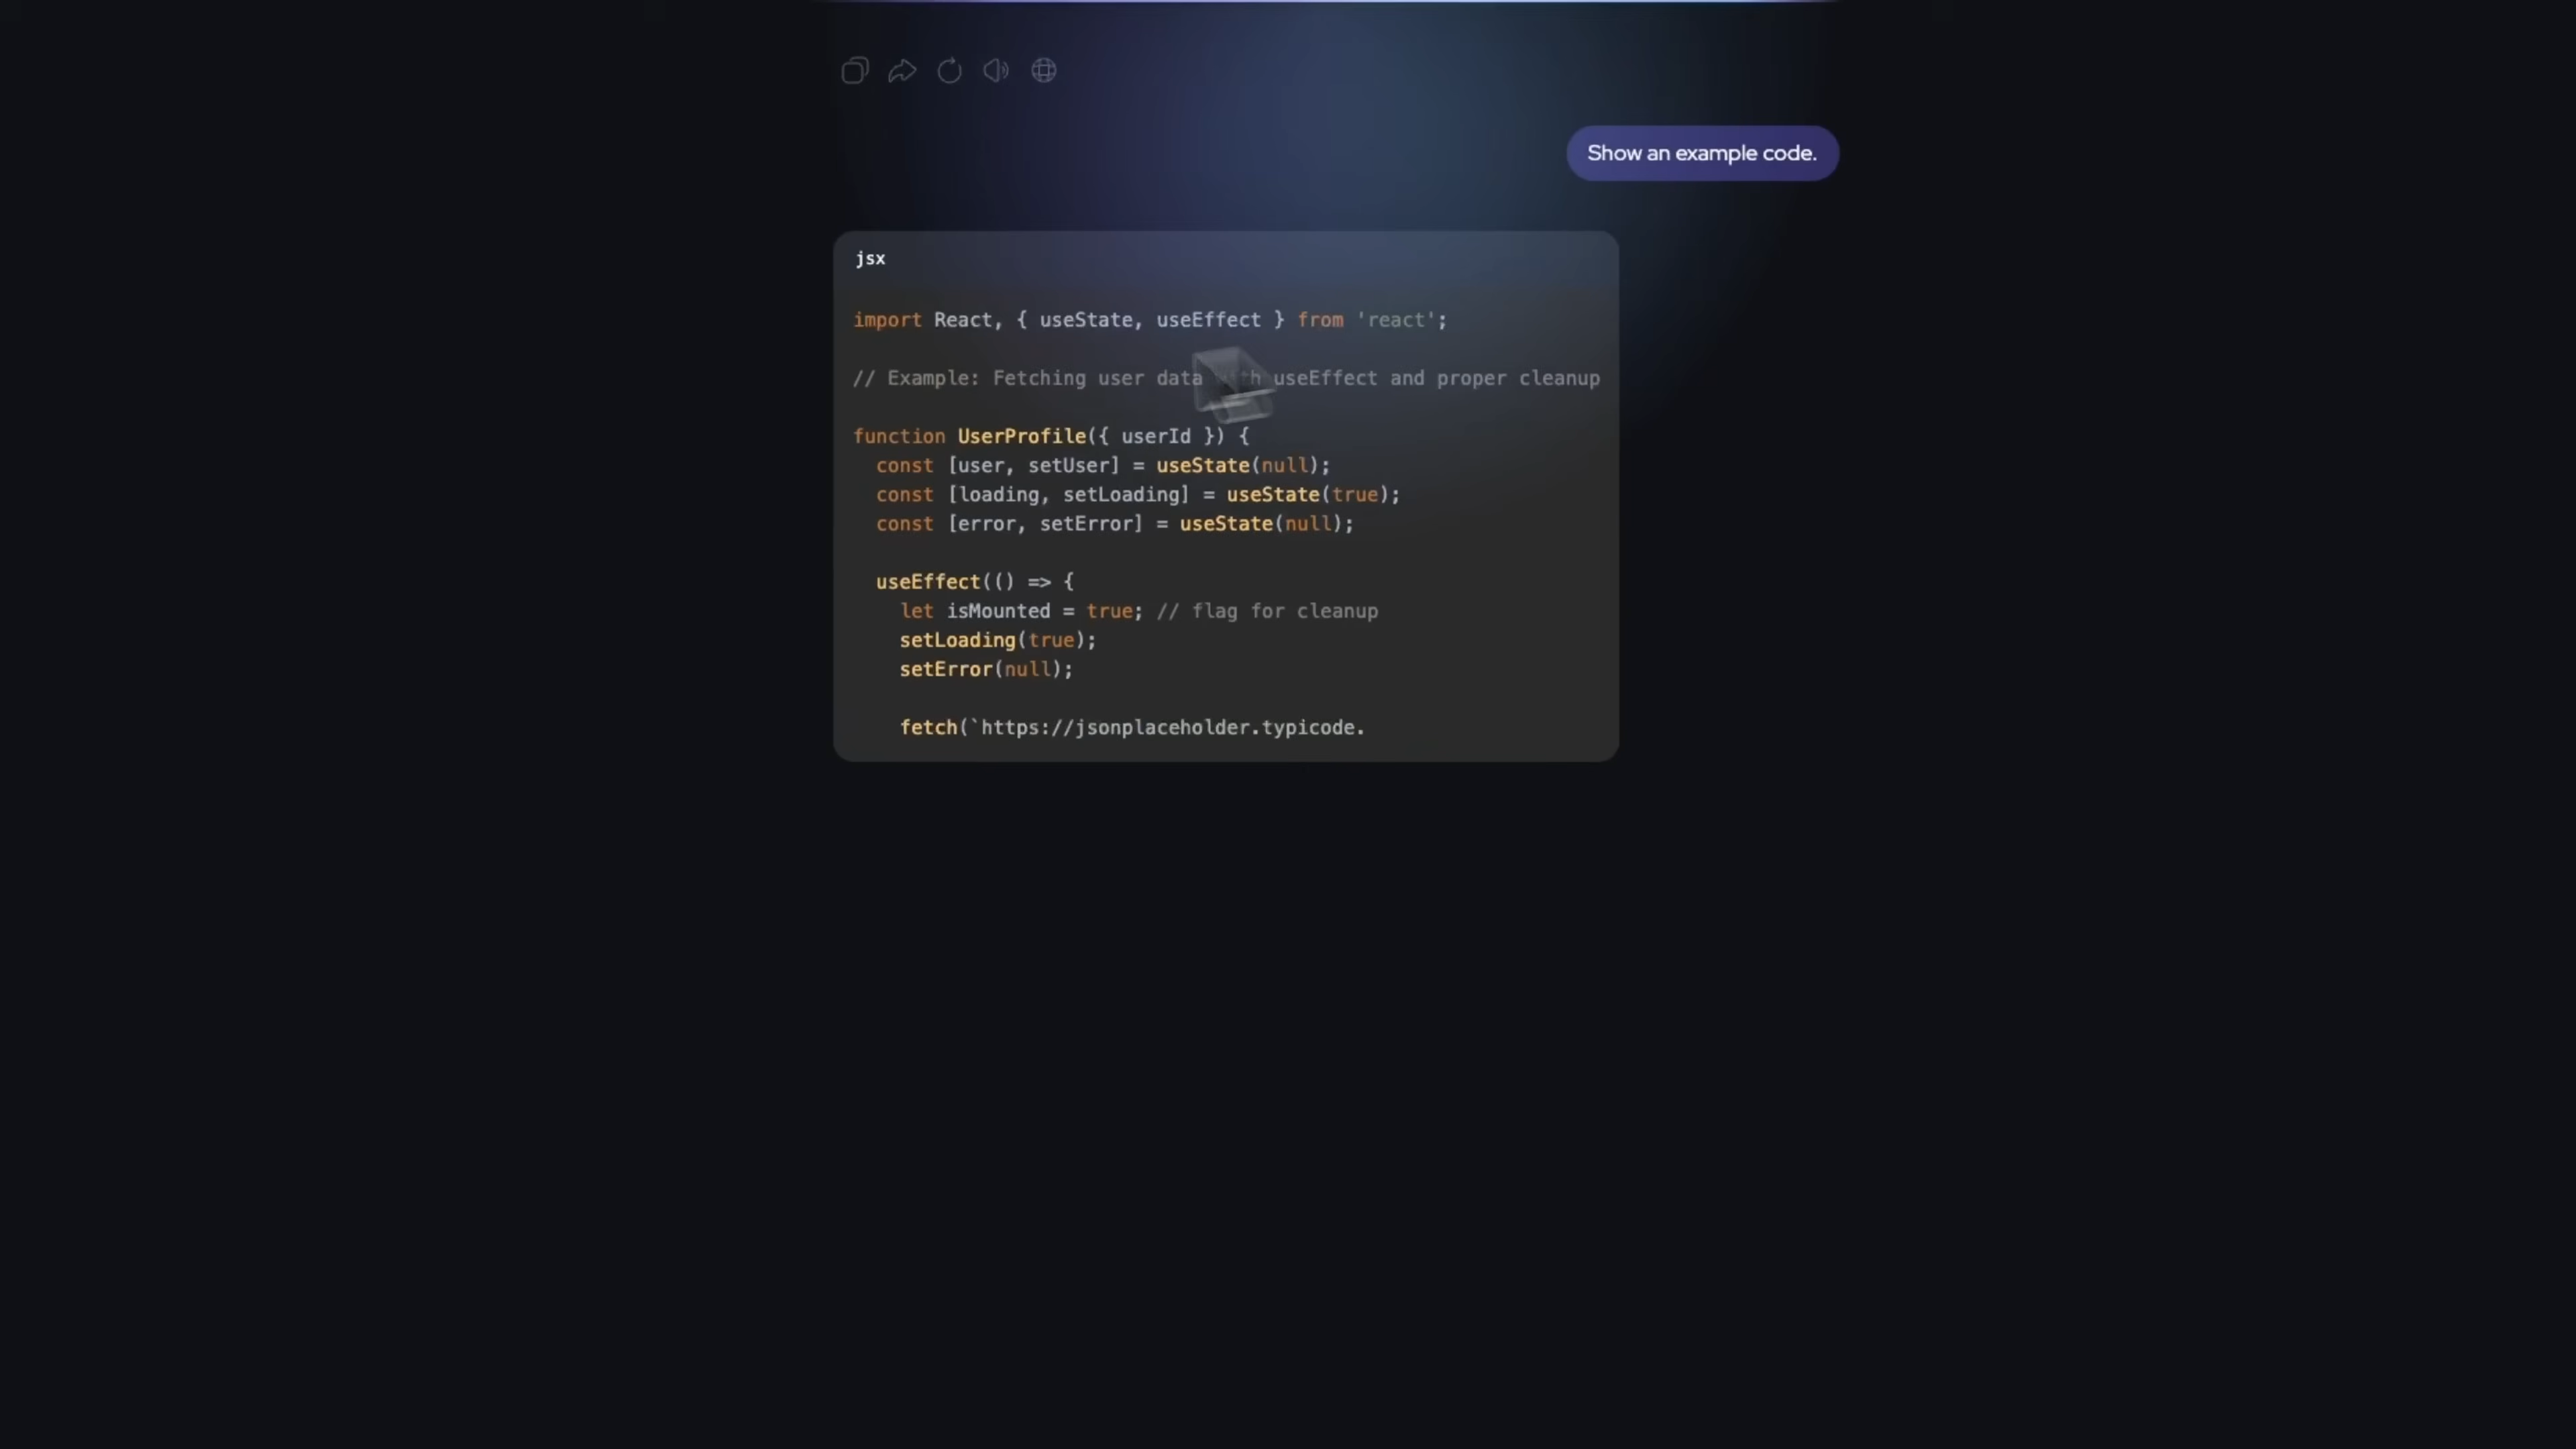 Show an example code.
jsx
import React, { useState, useEffect } from 'react';
// Example: Fetching user data with useEffect and proper cleanup
function UserProfile({ userId }) {
  const [user, setUser] = useState(null);
  const [loading, setLoading] = useState(true);
  const [error, setError] = useState(null);
  useEffect(() => {
    let isMounted = true; // flag for cleanup
    setLoading(true);
    setError(null);
    fetch(`https://jsonplaceholder.typicode.